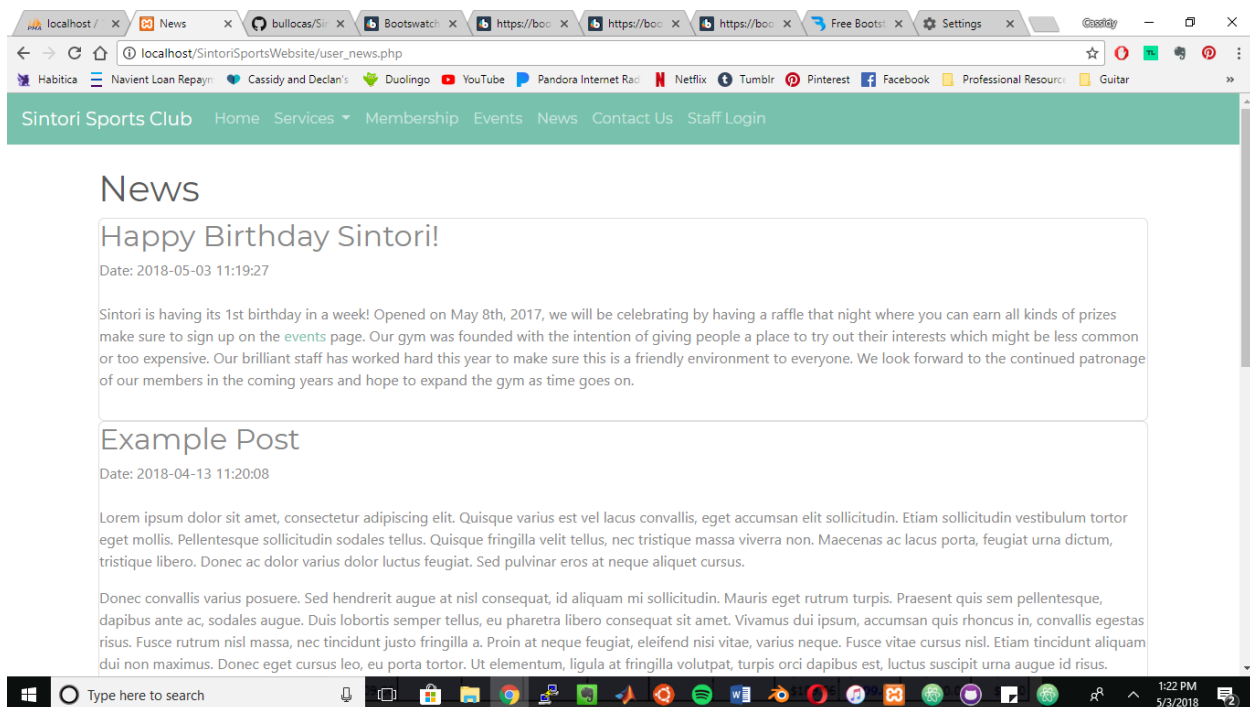 localhost /
News
bullocas/Sir
Bootswatch
https://boo
https://boo
https://boo
Free Bootst
Settings
Cassidy
localhost/SintoriSportsWebsite/user_news.php
Habitica
Navient Loan Repaym
Cassidy and Declan's
Duolingo
YouTube
Pandora Internet Rad
Netflix
Tumblr
Pinterest
Facebook
Professional Resource
Guitar
»
Sintori Sports Club Home Services Membership Events News Contact Us Staff Login
News
Happy Birthday Sintori!
Date: 2018-05-03 11:19:27
Sintori is having its 1st birthday in a week! Opened on May 8th, 2017, we will be celebrating by having a raffle that night where you can earn all kinds of prizes
make sure to sign up on the events page. Our gym was founded with the intention of giving people a place to try out their interests which might be less common
or too expensive. Our brilliant staff has worked hard this year to make sure this is a friendly environment to everyone. We look forward to the continued patronage
of our members in the coming years and hope to expand the gym as time goes on.
Example Post
Date: 2018-04-13 11:20:08
Lorem ipsum dolor sit amet, consectetur adipiscing elit. Quisque varius est vel lacus convallis, eget accumsan elit sollicitudin. Etiam sollicitudin vestibulum tortor
eget mollis. Pellentesque sollicitudin sodales tellus. Quisque fringilla velit tellus, nec tristique massa viverra non. Maecenas ac lacus porta, feugiat urna dictum,
tristique libero. Donec ac dolor varius dolor luctus feugiat. Sed pulvinar eros at neque aliquet cursus.
Donec convallis varius posuere. Sed hendrerit augue at nisl consequat, id aliquam mi sollicitudin. Mauris eget rutrum turpis. Praesent quis sem pellentesque,
dapibus ante ac, sodales augue. Duis lobortis semper tellus, eu pharetra libero consequat sit amet. Vivamus dui ipsum, accumsan quis rhoncus in, convallis egestas
risus. Fusce rutrum nisl massa, nec tincidunt justo fringilla a. Proin at neque feugiat, eleifend nisi vitae, varius neque. Fusce vitae cursus nisl. Etiam tincidunt aliquam
dui non maximus. Donec eget cursus leo, eu porta tortor. Ut elementum, ligula at fringilla volutpat, turpis orci dapibus est, luctus suscipit urna augue id risus.
Type here to search
1:22 PM
5/3/2018